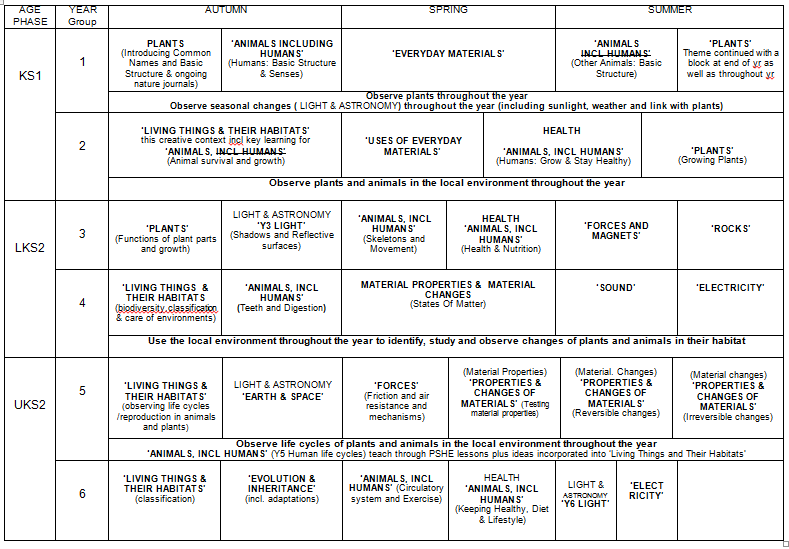 AGE
PHASE
YEAR
Group
AUTUMN
SPRING
SUMMER
KS1
1
PLANTS
(Introducing Common
Names and Basic
Structure & ongoing
nature journals)
'ANIMALS INCLUDING
HUMANS'
(Humans: Basic Structure
& Senses)
'EVERYDAY MATERIALS'
'ANIMALS
INCL HUMANS'
(Other Animals: Basic
Structure)
'PLANTS'
Theme continued with a
block at end of yr as
well as throughout yr
Observe plants throughout the year
Observe seasonal changes ( LIGHT & ASTRONOMY) throughout the year (including sunlight, weather and link with plants)
2
'LIVING THINGS & THEIR HABITATS'
this creative context incl key learning for
'ANIMALS, INCL HUMANS'
(Animal survival and growth)
'USES OF EVERYDAY
MATERIALS'
HEALTH
'ANIMALS, INCL HUMANS'
(Humans: Grow & Stay Healthy)
'PLANTS'
(Growing Plants)
Observe plants and animals in the local environment throughout the year
LKS2
3
'PLANTS'
(Functions of plant parts
and growth)
LIGHT & ASTRONOMY
'Y3 LIGHT'
(Shadows and Reflective
surfaces)
'ANIMALS, INCL
HUMANS'
(Skeletons and
Movement)
HEALTH
'ANIMALS, INCL
HUMANS'
(Health & Nutrition)
'FORCES AND
MAGNETS'
'ROCKS'
4
'LIVING THINGS &
THEIR HABITATS
(biodiversity, classification
& care of environments)
'ANIMALS, INCL
HUMANS'
(Teeth and Digestion)
MATERIAL PROPERTIES & MATERIAL
CHANGES
(States Of Matter)
'SOUND'
'ELECTRICITY'
Use the local environment throughout the year to identify, study and observe changes of plants and animals in their habitat
UKS2
5
'LIVING THINGS &
THEIR HABITATS'
(observing life cycles
/reproduction in animals
and plants)
LIGHT & ASTRONOMY
'EARTH & SPACE'
'FORCES'
(Friction and air
resistance and
mechanisms)
(Material Properties)
'PROPERTIES &
CHANGES OF
MATERIALS' (Testing
material properties)
(Material. Changes)
'PROPERTIES &
CHANGES OF
MATERIALS'
(Reversible changes)
(Material changes)
'PROPERTIES &
CHANGES OF
MATERIALS'
(Irreversible changes)
Observe life cycles of plants and animals in the local environment throughout the year
'ANIMALS, INCL HUMANS' (Y5 Human life cycles) teach through PSHE lessons plus ideas incorporated into 'Living Things and Their Habitats'
6
'LIVING THINGS &
THEIR HABITATS'
(classification)
'EVOLUTION &
INHERITANCE'
(incl. adaptations)
'ANIMALS, INCL
HUMANS' (Circulatory
system and Exercise)
HEALTH
'ANIMALS, INCL
HUMANS'
(Keeping Healthy, Diet
& Lifestyle)
LIGHT &
ASTRONOMY
'Y6 LIGHT'
'ELECT
RICITY'